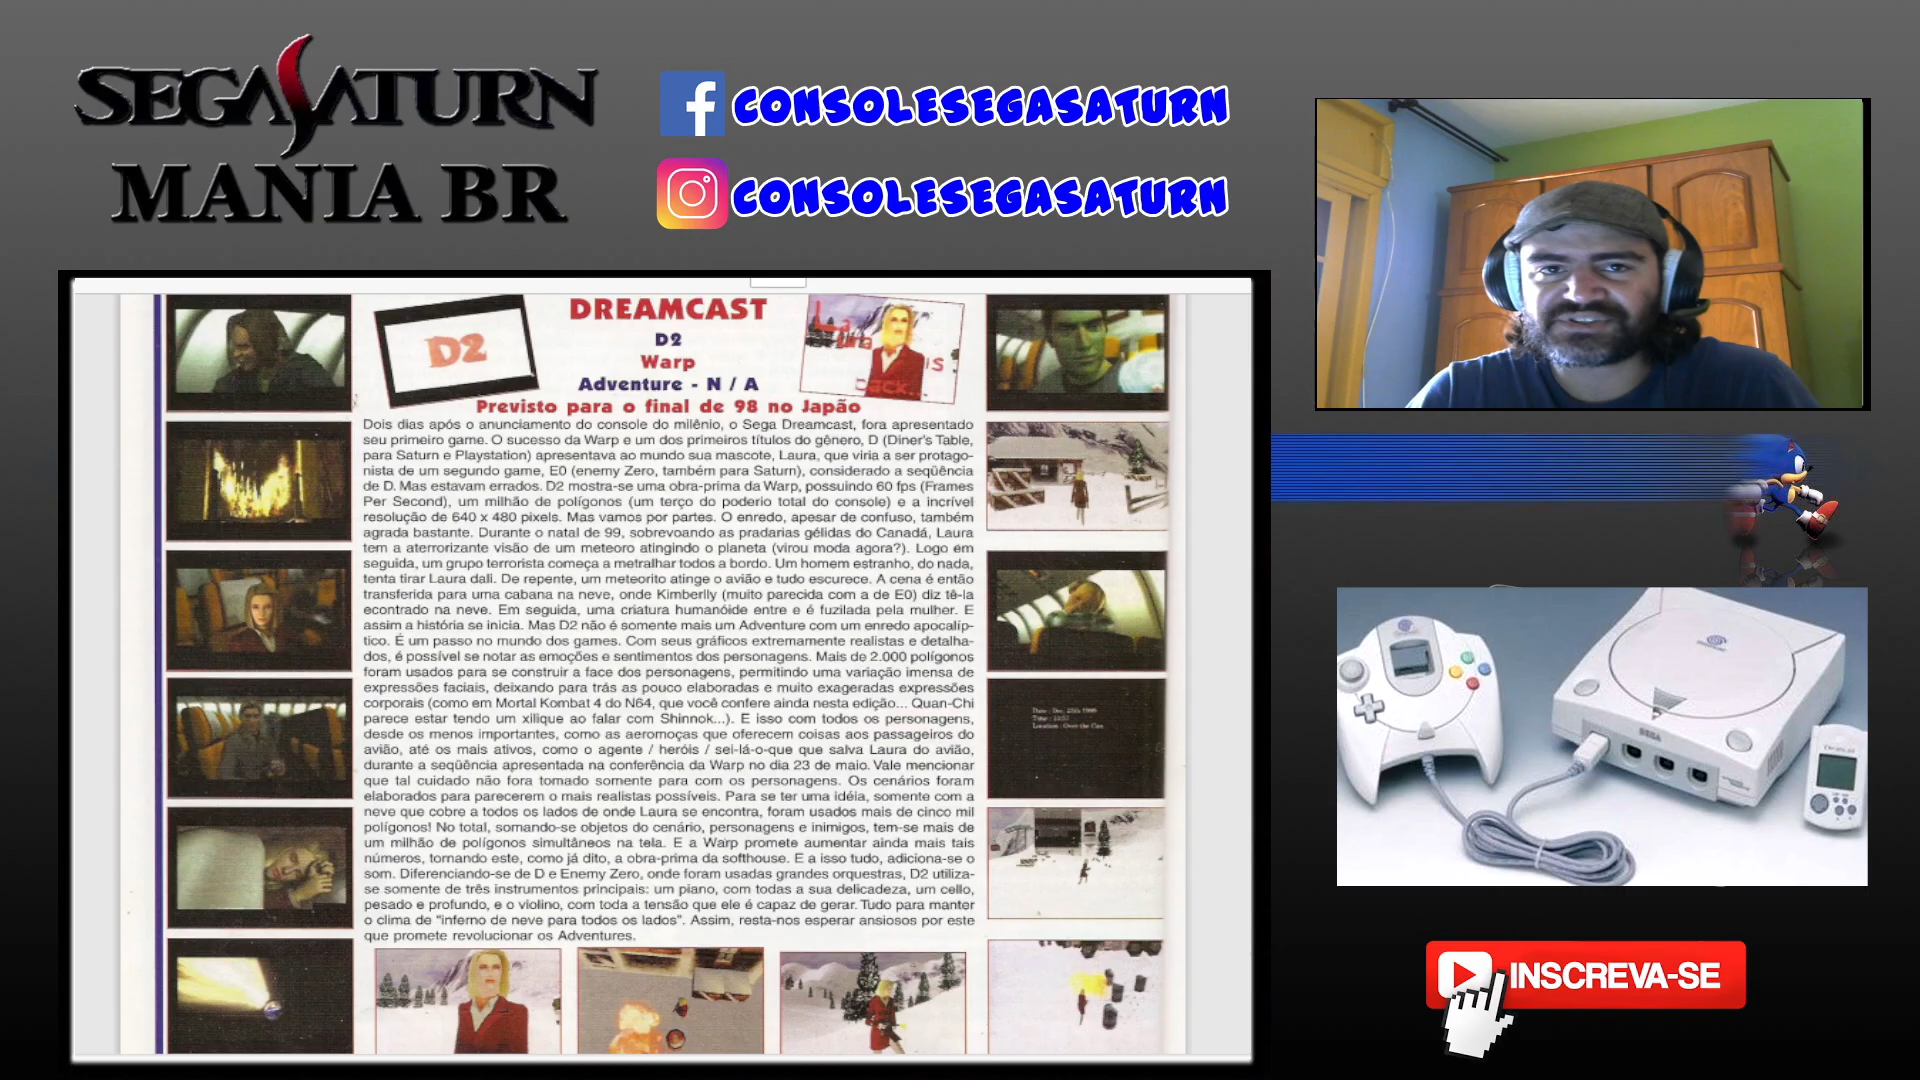 SEGA SATURN
MANIA BR
CONSOLESEGASATURN
CONSOLESEGASATURN
D2
DREAMCAST
D2
Warp
Adventure - N / A
Previsto para o final de 98 no Japão
Laura IS
back...
Dois dias após o anunciamento do console do milênio, o Sega Dreamcast, fora apresentado
seu primeiro game. O sucesso da Warp e um dos primeiros títulos do gênero, D (Diner's Table,
para Saturn e Playstation) apresentava ao mundo sua mascote, Laura, que viria a ser protago-
nista de um segundo game, E0 (enemy Zero, também para Saturn), considerado a seqüência
de D. Mas estavam errados. D2 mostra-se uma obra-prima da Warp, possuindo 60 fps (Frames
Per Second), um milhão de polígonos (um terço do poderio total do console) e a incrível
resolução de 640 x 480 pixels. Mas vamos por partes. O enredo, apesar de confuso, também
agrada bastante. Durante o natal de 99, sobrevoando as pradarias gélidas do Canadá, Laura
tem a aterrorizante visão de um meteoro atingindo o planeta (virou moda agora?). Logo em
seguida, um grupo terrorista começa a metralhar todos a bordo. Um homem estranho, do nada,
tenta tirar Laura dali. De repente, um meteorito atinge o avião e tudo escurece. A cena é então
transferida para uma cabana na neve, onde Kimberlly (muito parecida com a de E0) diz tê-la
econtrado na neve. Em seguida, uma criatura humanóide entre e é fuzilada pela mulher. E
assim a história se inicia. Mas D2 não é somente mais um Adventure com um enredo apocalíp-
tico. É um passo no mundo dos games. Com seus gráficos extremamente realistas e detalha-
dos, é possível se notar as emoções e sentimentos dos personagens. Mais de 2.000 polígonos
foram usados para se construir a face dos personagens, permitindo uma variação imensa de
expressões faciais, deixando para trás as pouco elaboradas e muito exageradas expressões
corporais (como em Mortal Kombat 4 do N64, que você confere ainda nesta edição... Quan-Chi
parece estar tendo um xilique ao falar com Shinnok...). E isso com todos os personagens,
desde os menos importantes, como as aeromoças que oferecem coisas aos passageiros do
avião, até os mais ativos, como o agente / heróis / sei-lá-o-que que salva Laura do avião,
durante a seqüência apresentada na conferência da Warp no dia 23 de maio. Vale mencionar
que tal cuidado não fora tomado somente para com os personagens. Os cenários foram
elaborados para parecerem o mais realistas possíveis. Para se ter uma idéia, somente com a
neve que cobre a todos os lados de onde Laura se encontra, foram usados mais de cinco mil
polígonos! No total, somando-se objetos do cenário, personagens e inimigos, tem-se mais de
um milhão de polígonos simultâneos na tela. E a Warp promete aumentar ainda mais tais
números, tornando este, como já dito, a obra-prima da softhouse. E a isso tudo, adiciona-se o
som. Diferenciando-se de D e Enemy Zero, onde foram usadas grandes orquestras, D2 utiliza-
se somente de três instrumentos principais: um piano, com todas a sua delicadeza, um cello,
pesado e profundo, e o violino, com toda a tensão que ele é capaz de gerar. Tudo para manter
o clima de "inferno de neve para todos os lados". Assim, resta-nos esperar ansiosos por este
que promete revolucionar os Adventures.
SEGA
INSCREVA-SE